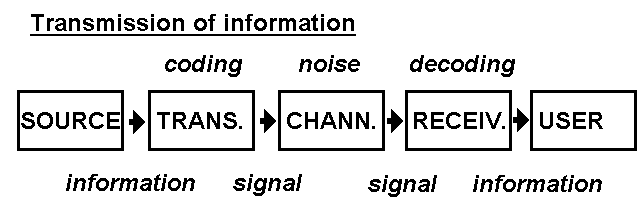 Transmission of information
coding noise decoding
SOURCE TRANS. CHANN. RECEIV. USER
information signal signal information